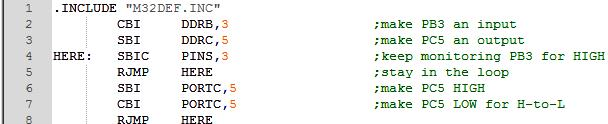 1 .INCLUDE "M32DEF.INC"
2 CBI DDRB,3 ;make PB3 an input
3 SBI DDRC,5 ;make PC5 an output
4 HERE: SBIC PINS,3 ;keep monitoring PB3 for HIGH
5 RJMP HERE ;stay in the loop
6 SBI PORTC,5 ;make PC5 HIGH
7 CBI PORTC,5 ;make PC5 LOW for H-to-L
8 RJMP HERE